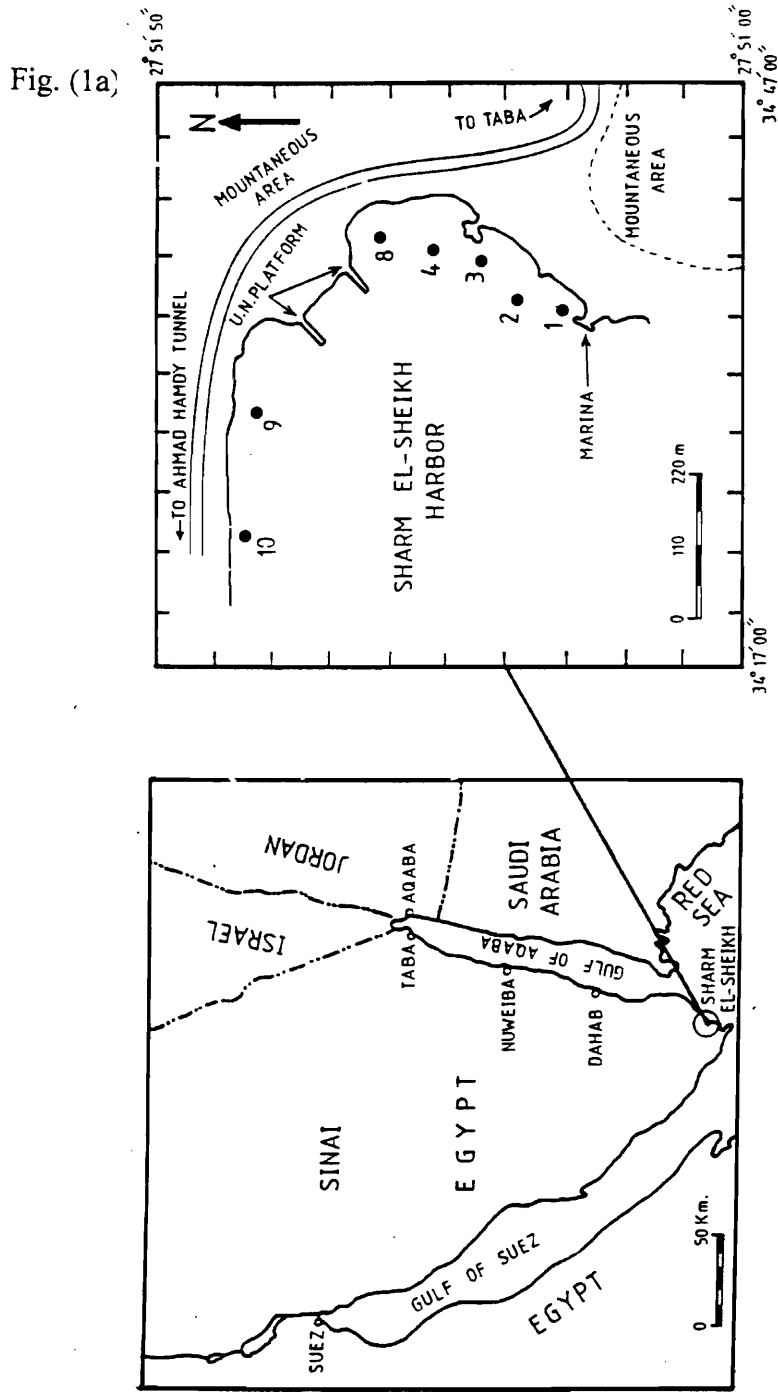 Fig. (1a)
27° 51' 50"
N
←TO AHMAD HAMDY TUNNEL
MOUNTANEOUS
AREA
U.N.PLATFORM
TO TABA
MOUNTANEOUS
AREA
10
9
8
4
3
2
1
SHARM EL-SHEIKH
HARBOR
MARINA
0 110 220 m
27° 51' 00"
34° 17' 00"
34° 47' 00"
ISRAEL
JORDAN
TABA
AQABA
SAUDI
ARABIA
SINAI
EGYPT
GULF OF AQABA
NUWEIBA
DAHAB
SUEZ
GULF OF SUEZ
EGYPT
RED
SEA
SHARM
EL-SHEIKH
0 50 Km.